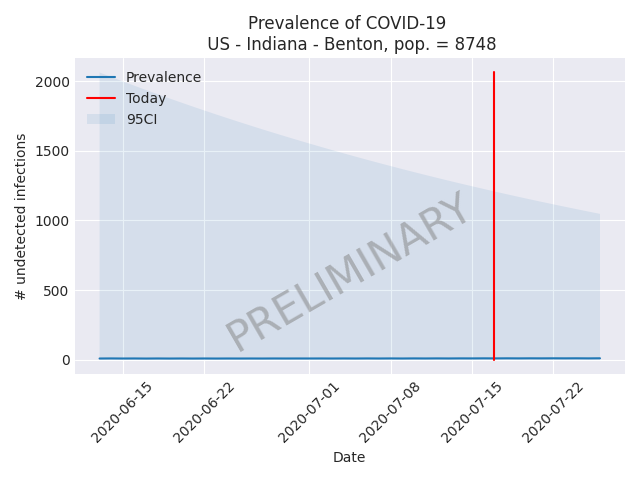 Prevalence of COVID-19
US - Indiana - Benton, pop. = 8748
Prevalence
Today
95CI
# undetected infections
2000
1500
1000
500
0
PRELIMINARY
2020-06-15
2020-06-22
2020-07-01
2020-07-08
2020-07-15
2020-07-22
Date